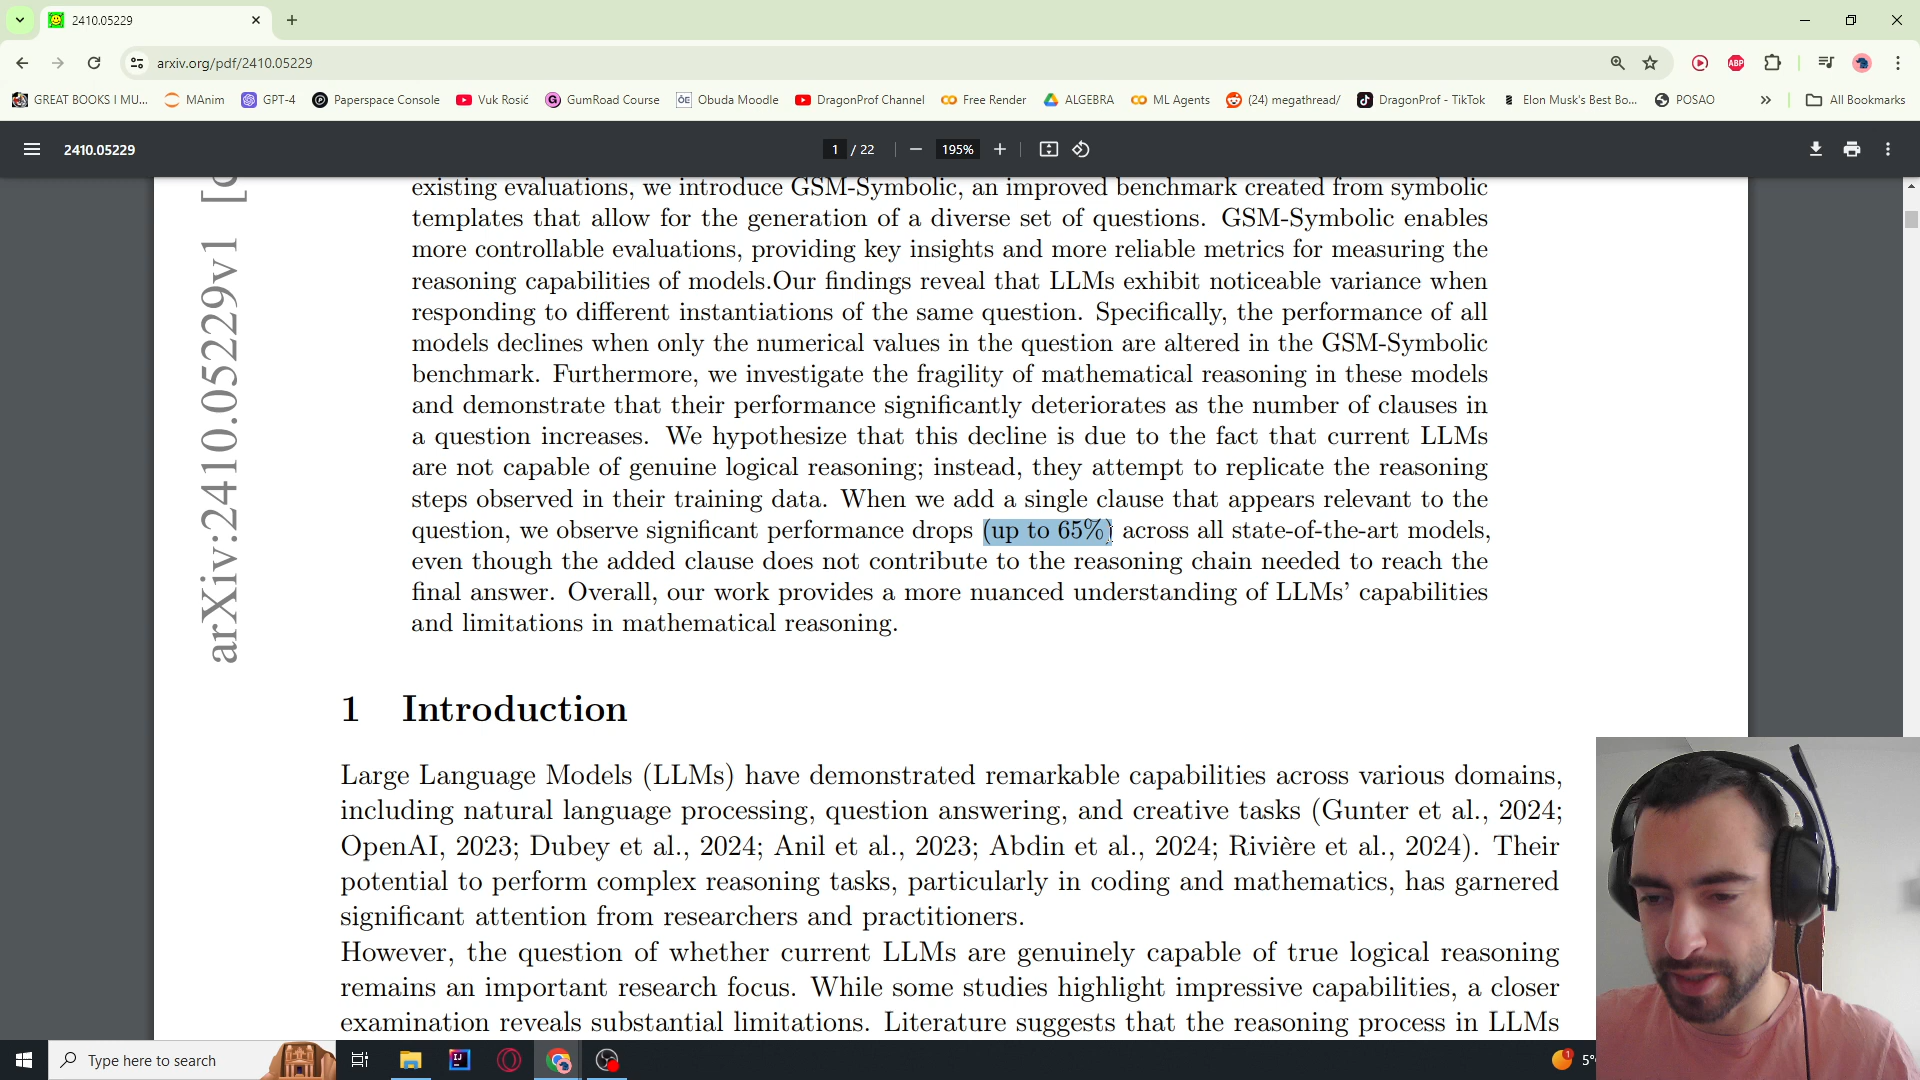 2410.05229
arxiv.org/pdf/2410.05229
ABP
GREAT BOOKS I MU...
MAnim
GPT-4
Paperspace Console
Vuk Rosić
GumRoad Course
Obuda Moodle
DragonProf Channel
Free Render
ALGEBRA
ML Agents
(24) megathread/
DragonProf - TikTok
Elon Musk's Best Bo...
POSAO
All Bookmarks
2410.05229
1 / 22
195%
arXiv:2410.05229v1 [c
existing evaluations, we introduce GSM-Symbolic, an improved benchmark created from symbolic
templates that allow for the generation of a diverse set of questions. GSM-Symbolic enables
more controllable evaluations, providing key insights and more reliable metrics for measuring the
reasoning capabilities of models.Our findings reveal that LLMs exhibit noticeable variance when
responding to different instantiations of the same question. Specifically, the performance of all
models declines when only the numerical values in the question are altered in the GSM-Symbolic
benchmark. Furthermore, we investigate the fragility of mathematical reasoning in these models
and demonstrate that their performance significantly deteriorates as the number of clauses in
a question increases. We hypothesize that this decline is due to the fact that current LLMs
are not capable of genuine logical reasoning; instead, they attempt to replicate the reasoning
steps observed in their training data. When we add a single clause that appears relevant to the
question, we observe significant performance drops (up to 65%) across all state-of-the-art models,
even though the added clause does not contribute to the reasoning chain needed to reach the
final answer. Overall, our work provides a more nuanced understanding of LLMs' capabilities
and limitations in mathematical reasoning.
1 Introduction
Large Language Models (LLMs) have demonstrated remarkable capabilities across various domains,
including natural language processing, question answering, and creative tasks (Gunter et al., 2024;
OpenAI, 2023; Dubey et al., 2024; Anil et al., 2023; Abdin et al., 2024; Rivière et al., 2024). Their
potential to perform complex reasoning tasks, particularly in coding and mathematics, has garnered
significant attention from researchers and practitioners.
However, the question of whether current LLMs are genuinely capable of true logical reasoning
remains an important research focus. While some studies highlight impressive capabilities, a closer
examination reveals substantial limitations. Literature suggests that the reasoning process in LLMs
Type here to search
1
5°